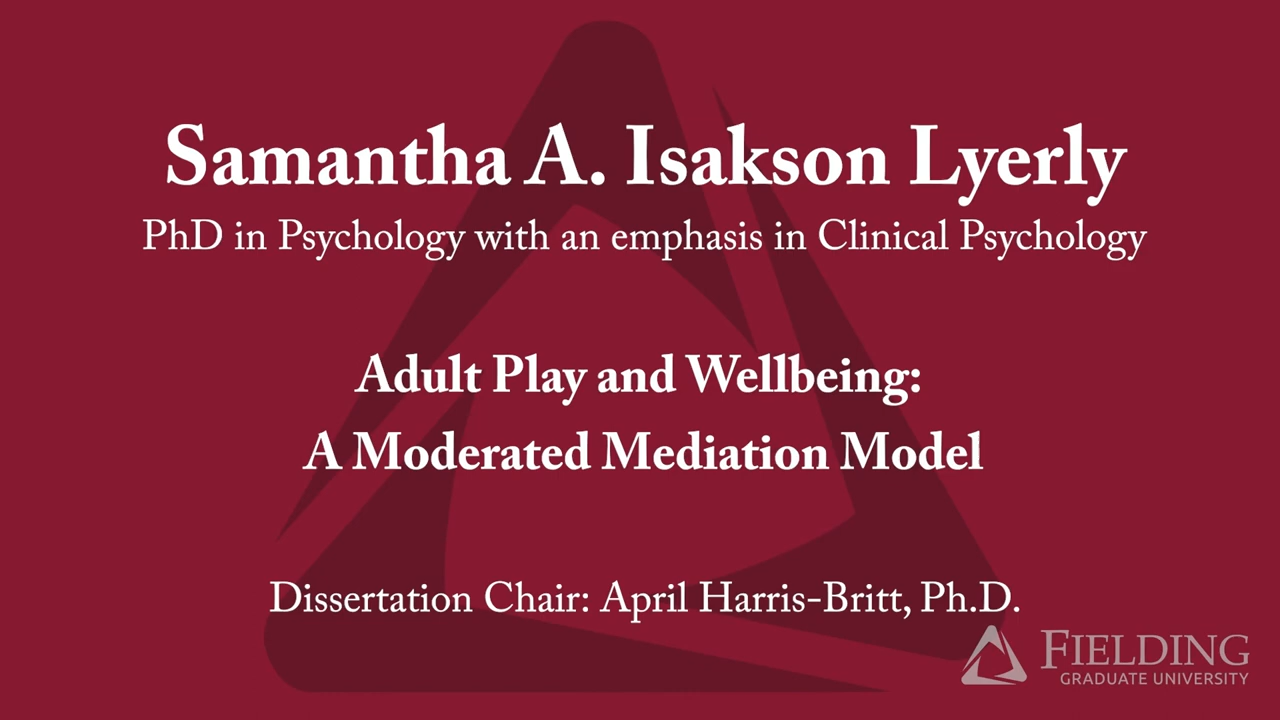 Samantha A. Isakson Lyerly
PhD in Psychology with an emphasis in Clinical Psychology
Adult Play and Wellbeing:
A Moderated Mediation Model
Dissertation Chair: April Harris-Britt, Ph.D.
FIELDING
GRADUATE UNIVERSITY